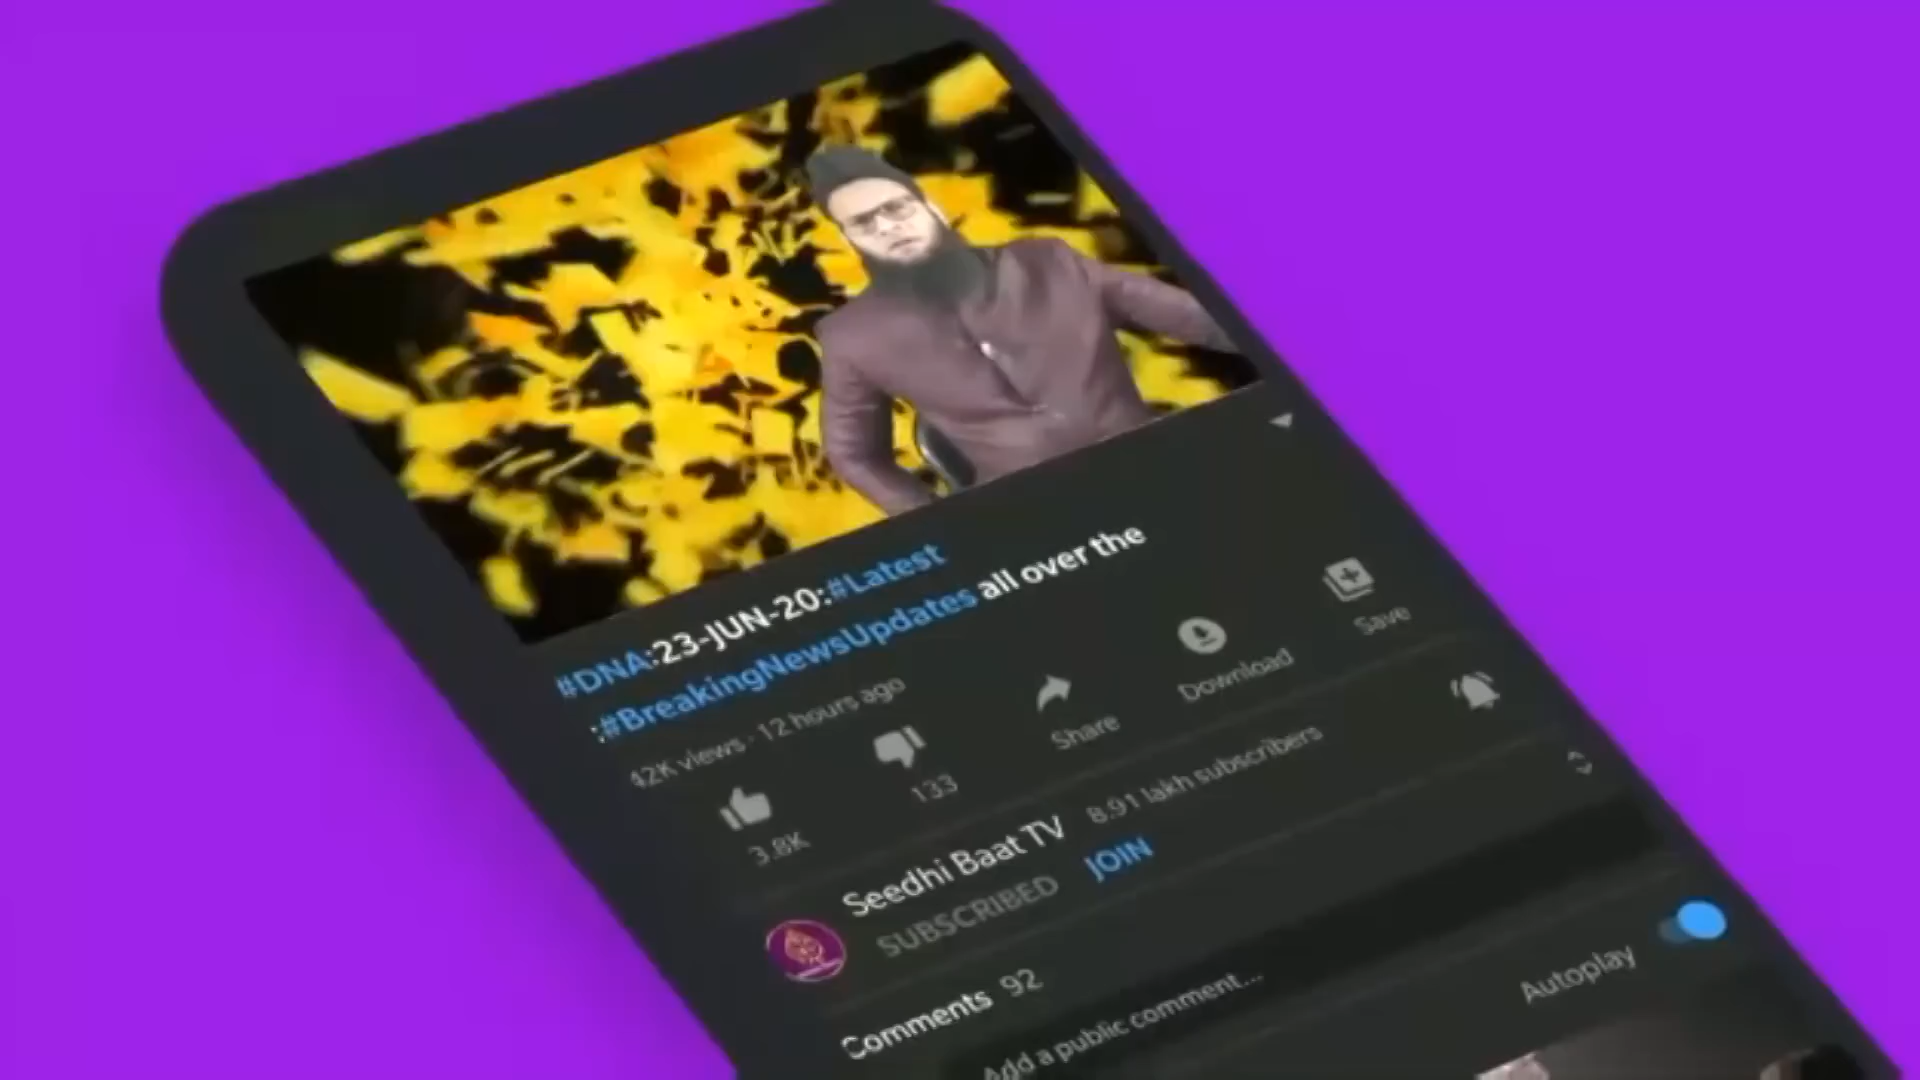 #DNA:23-JUN-20:#Latest
:#BreakingNewsUpdates all over the
42K views · 12 hours ago
3.8K
133
Share
Download
Save
Seedhi Baat TV 8.91 lakh subscribers
SUBSCRIBED JOIN
Comments 92
Autoplay
Add a public comment...